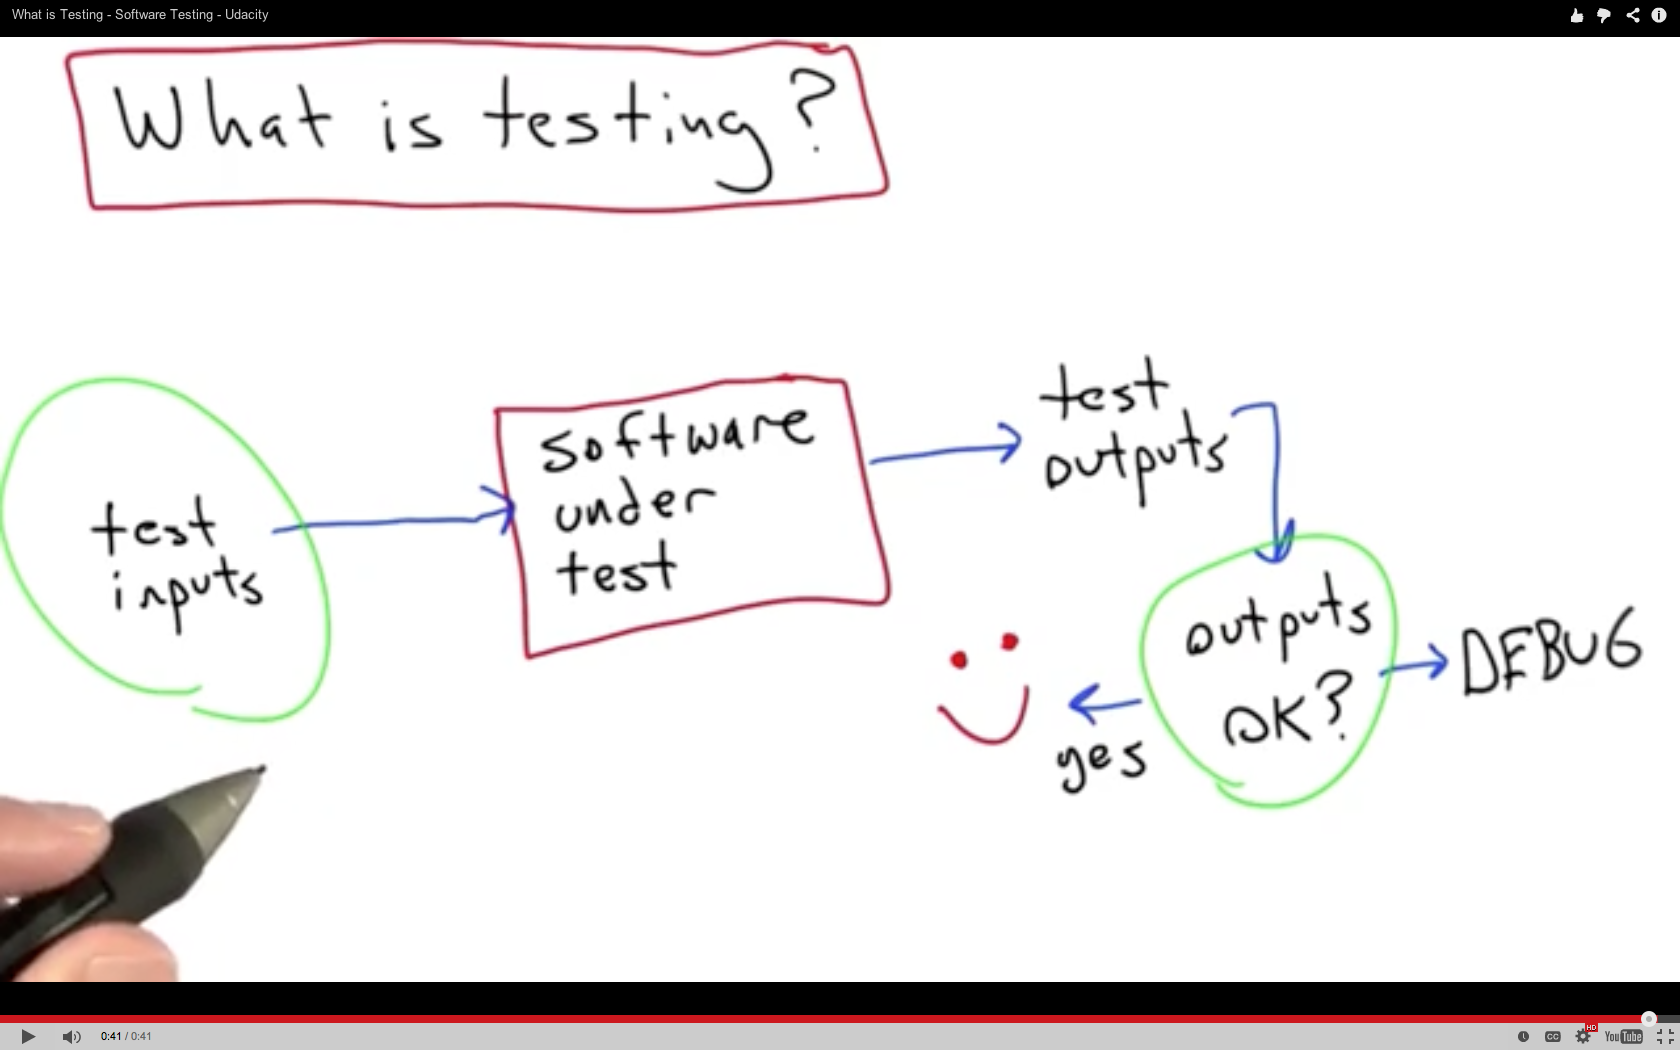 What is Testing - Software Testing - Udacity
What is testing?
test
inputs
software
under
test
test
outputs
outputs
OK?
yes
DEBUG
0:41 / 0:41
CC
HD
YouTube